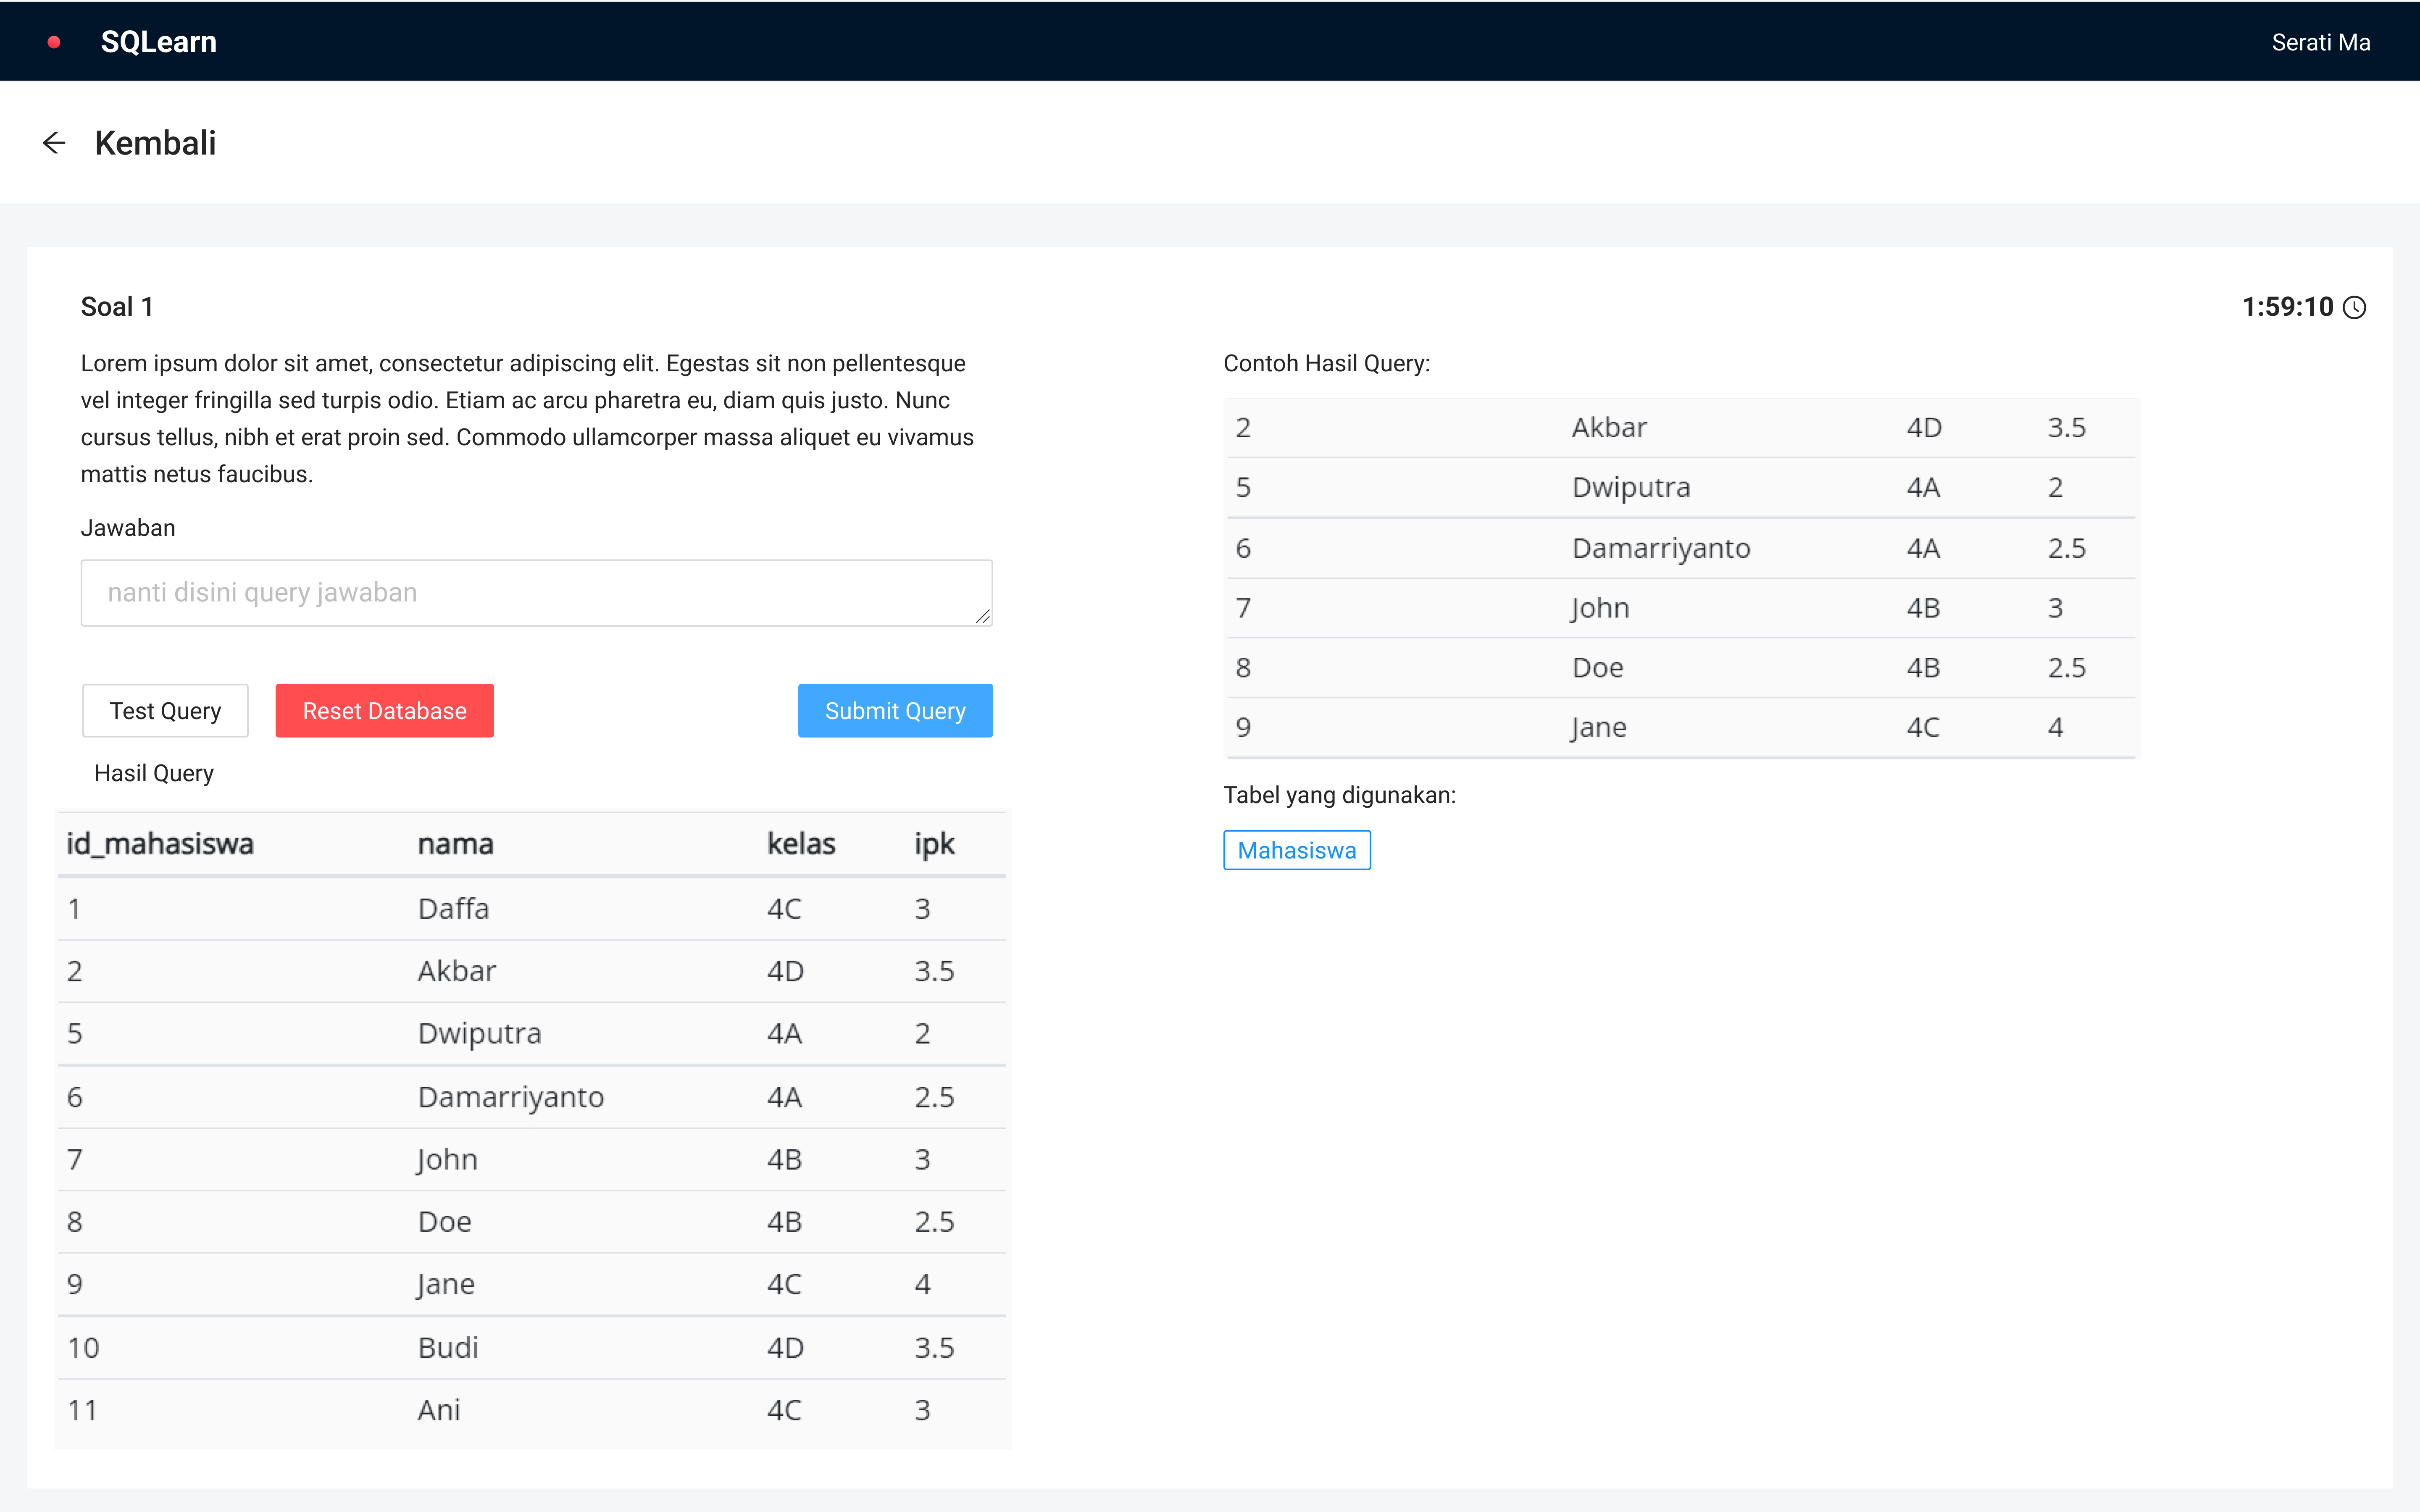 SQLearn
Serati Ma
Kembali
Soal 1
1:59:10
Lorem ipsum dolor sit amet, consectetur adipiscing elit. Egestas sit non pellentesque
vel integer fringilla sed turpis odio. Etiam ac arcu pharetra eu, diam quis justo. Nunc
cursus tellus, nibh et erat proin sed. Commodo ullamcorper massa aliquet eu vivamus
mattis netus faucibus.
Jawaban
nanti disini query jawaban
Test Query
Reset Database
Submit Query
Hasil Query
id_mahasiswa nama kelas ipk
1 Daffa 4C 3
2 Akbar 4D 3.5
5 Dwiputra 4A 2
6 Damarriyanto 4A 2.5
7 John 4B 3
8 Doe 4B 2.5
9 Jane 4C 4
10 Budi 4D 3.5
11 Ani 4C 3
Contoh Hasil Query:
2 Akbar 4D 3.5
5 Dwiputra 4A 2
6 Damarriyanto 4A 2.5
7 John 4B 3
8 Doe 4B 2.5
9 Jane 4C 4
Tabel yang digunakan:
Mahasiswa